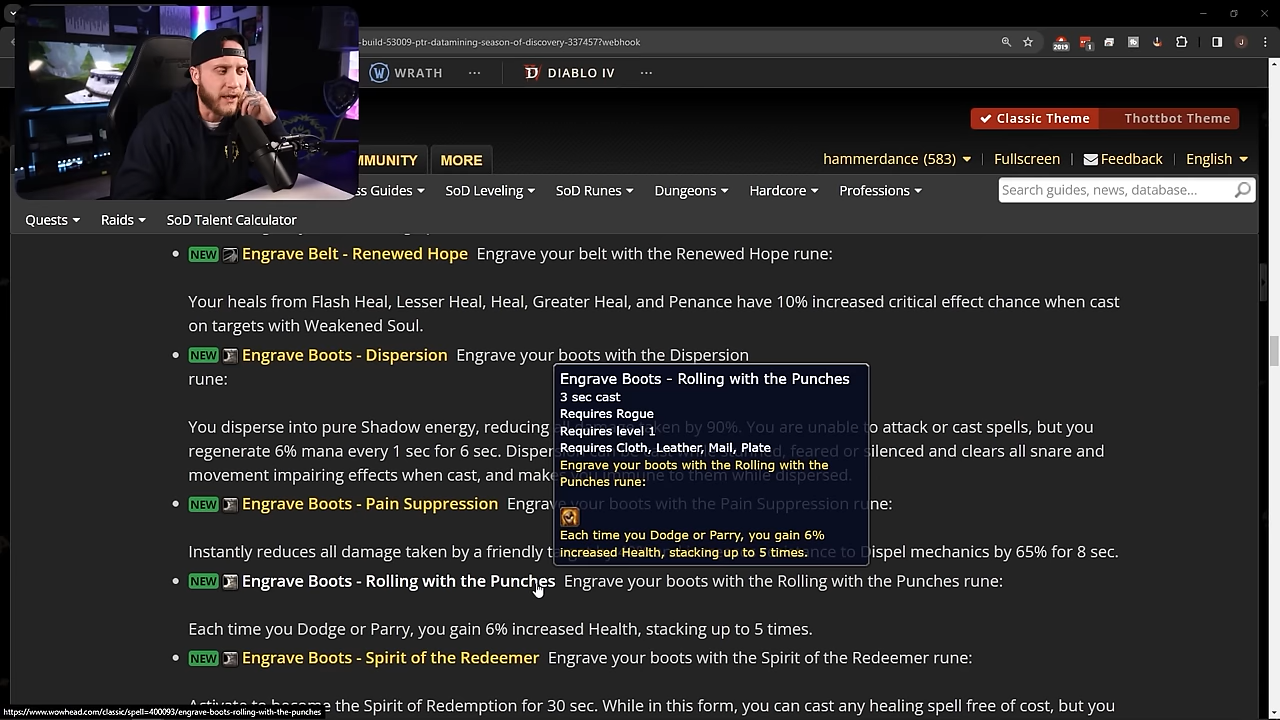 -build-53009-ptr-datamining-season-of-discovery-337457?webhook
2019
1
J
WRATH ... DIABLO IV ...
Classic Theme Thottbot Theme
MMUNITY MORE
hammerdance (583) Fullscreen Feedback English
ss Guides SoD Leveling SoD Runes Dungeons Hardcore Professions
Search guides, news, database...
Quests Raids SoD Talent Calculator
NEW Engrave Belt - Renewed Hope Engrave your belt with the Renewed Hope rune:
Your heals from Flash Heal, Lesser Heal, Heal, Greater Heal, and Penance have 10% increased critical effect chance when cast
on targets with Weakened Soul.
NEW Engrave Boots - Dispersion Engrave your boots with the Dispersion
rune:
You disperse into pure Shadow energy, reducing all damage taken by 90%. You are unable to attack or cast spells, but you
regenerate 6% mana every 1 sec for 6 sec. feared or silenced and clears all snare and
movement impairing effects when cast, and to them while dispersed.
NEW Engrave Boots - Pain Suppression Engrave your boots with the Pain Suppression rune:
Instantly reduces all damage taken by a friendly to Dispel mechanics by 65% for 8 sec.
Engrave Boots - Rolling with the Punches
3 sec cast
Requires Rogue
Requires level 1
Requires Cloth, Leather, Mail, Plate
Engrave your boots with the Rolling with the
Punches rune:
Each time you Dodge or Parry, you gain 6%
increased Health, stacking up to 5 times.
NEW Engrave Boots - Rolling with the Punches Engrave your boots with the Rolling with the Punches rune:
Each time you Dodge or Parry, you gain 6% increased Health, stacking up to 5 times.
NEW Engrave Boots - Spirit of the Redeemer Engrave your boots with the Spirit of the Redeemer rune:
Activate to become the Spirit of Redemption for 30 sec. While in this form, you can cast any healing spell free of cost, but you
https://www.wowhead.com/classic/spell=400093/engrave-boots-rolling-with-the-punches